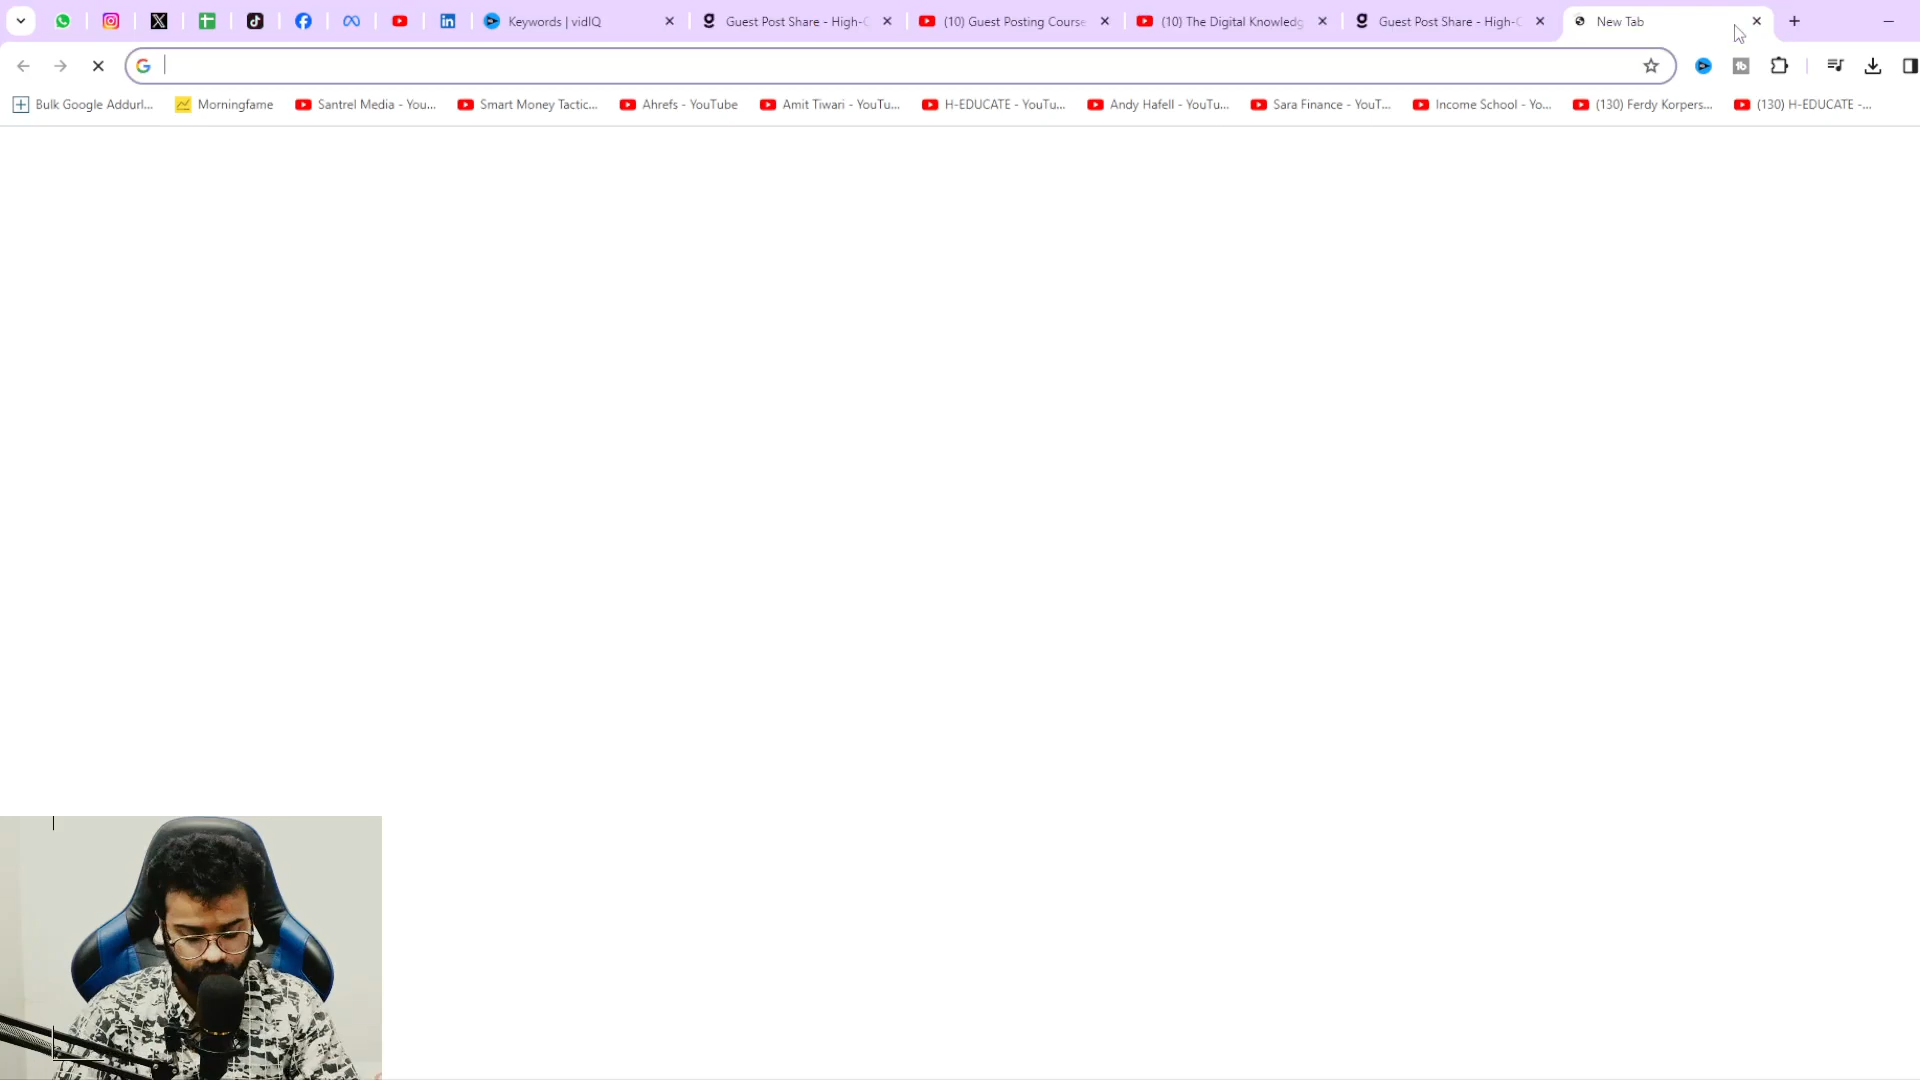 Keywords | vidIQ
Guest Post Share - High-C
(10) Guest Posting Course
(10) The Digital Knowledg
Guest Post Share - High-C
New Tab
Bulk Google Addurl...
Morningfame
Santrel Media - You...
Smart Money Tactic...
Ahrefs - YouTube
Amit Tiwari - YouTu...
H-EDUCATE - YouTu...
Andy Hafell - YouTu...
Sara Finance - YouT...
Income School - Yo...
(130) Ferdy Korpers...
(130) H-EDUCATE -...